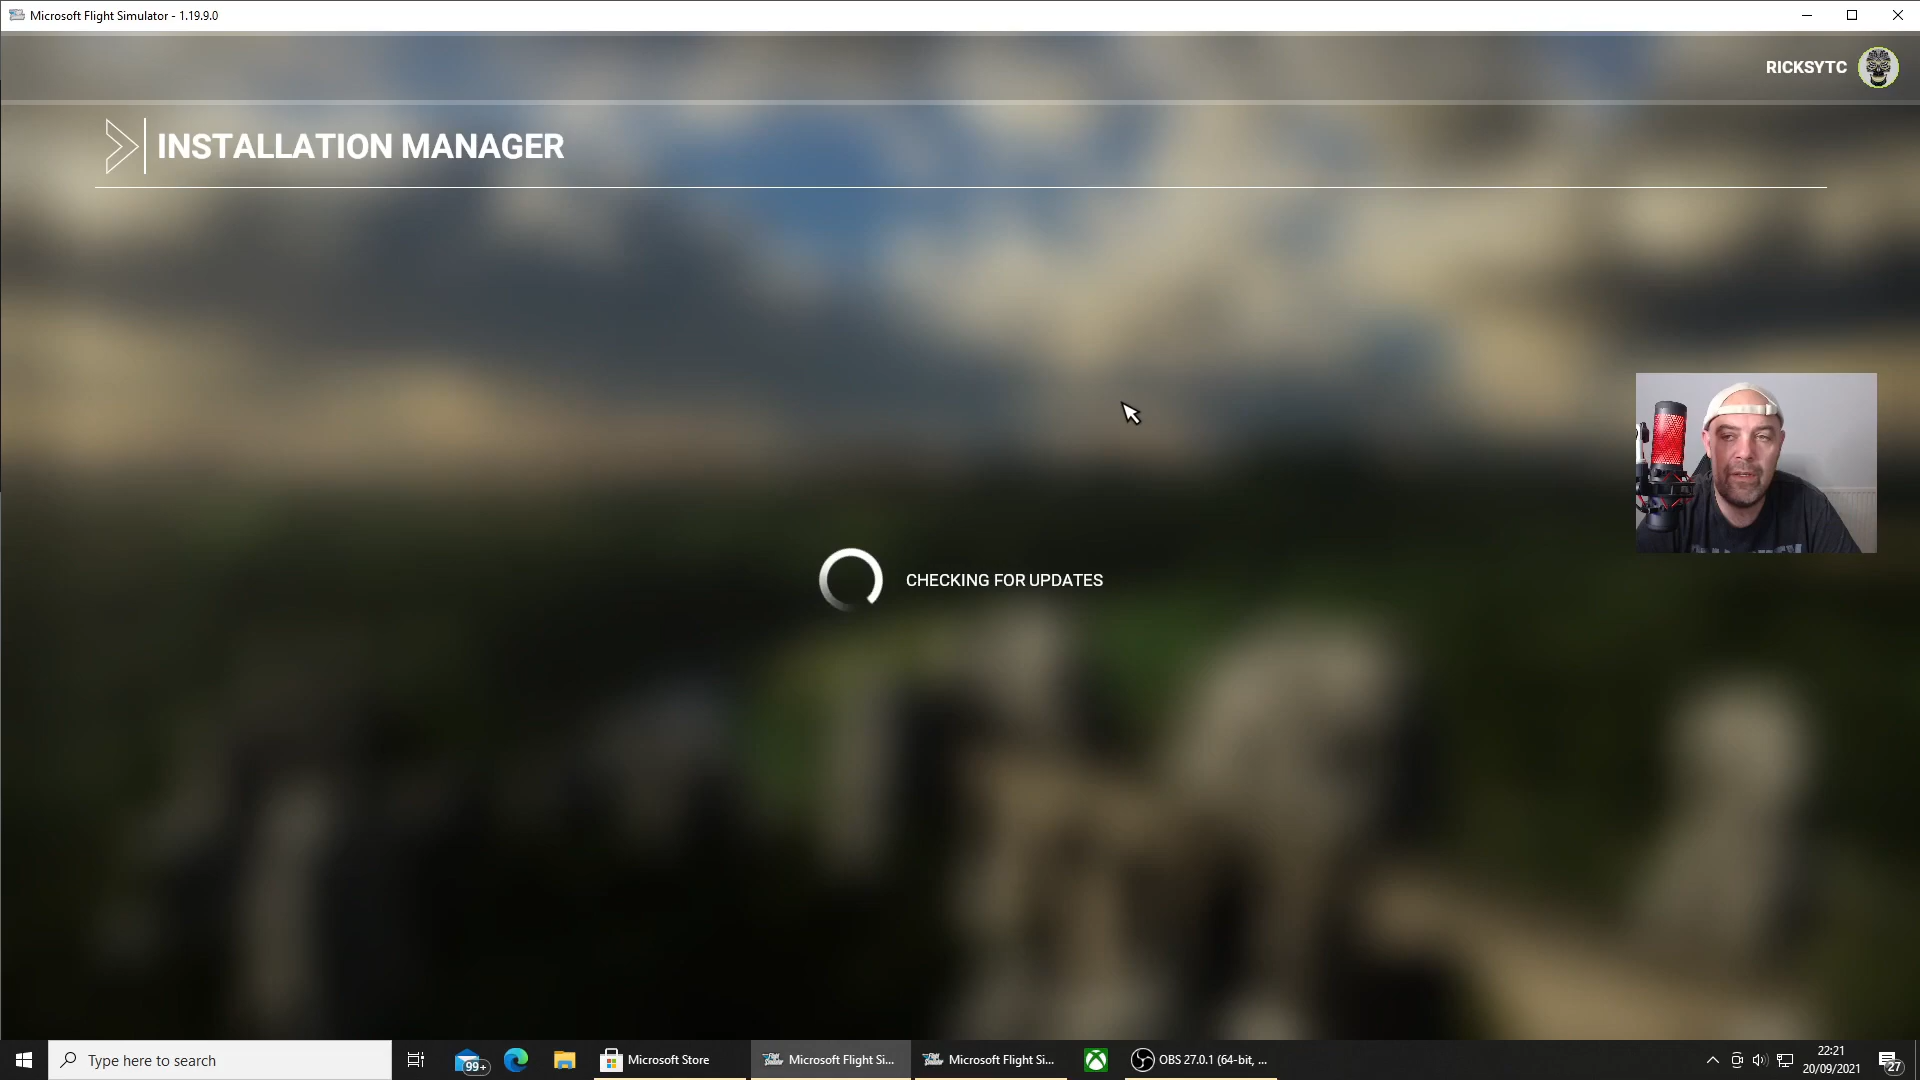 Microsoft Flight Simulator - 1.19.9.0
RICKSYTC
INSTALLATION MANAGER
CHECKING FOR UPDATES
Type here to search
99+
Microsoft Store
Microsoft Flight Si...
Microsoft Flight Si...
OBS 27.0.1 (64-bit, ...
22:21
20/09/2021
27